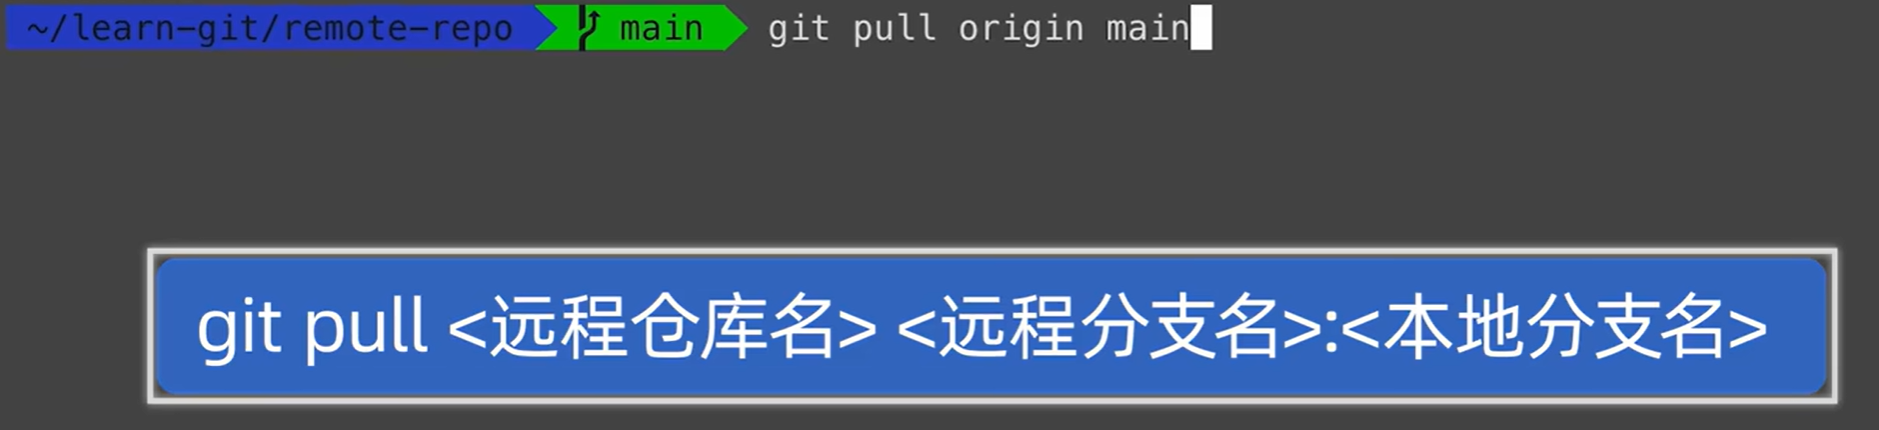 ~/learn-git/remote-repo main git pull origin main
git pull <远程仓库名> <远程分支名>:<本地分支名>